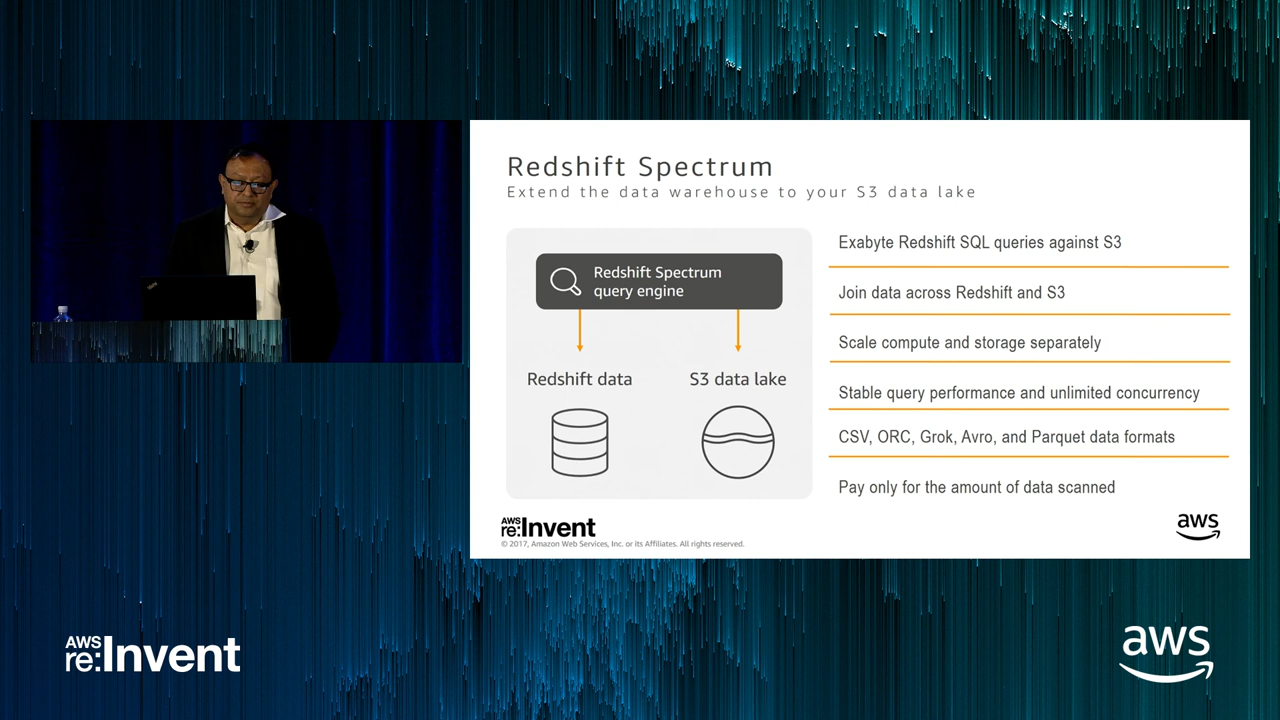 Redshift Spectrum
Extend the data warehouse to your S3 data lake
Redshift Spectrum
query engine
Redshift data
S3 data lake
Exabyte Redshift SQL queries against S3
Join data across Redshift and S3
Scale compute and storage separately
Stable query performance and unlimited concurrency
CSV, ORC, Grok, Avro, and Parquet data formats
Pay only for the amount of data scanned
AWS
re:Invent
© 2017, Amazon Web Services, Inc. or its Affiliates. All rights reserved.
aws
AWS
re:Invent
aws